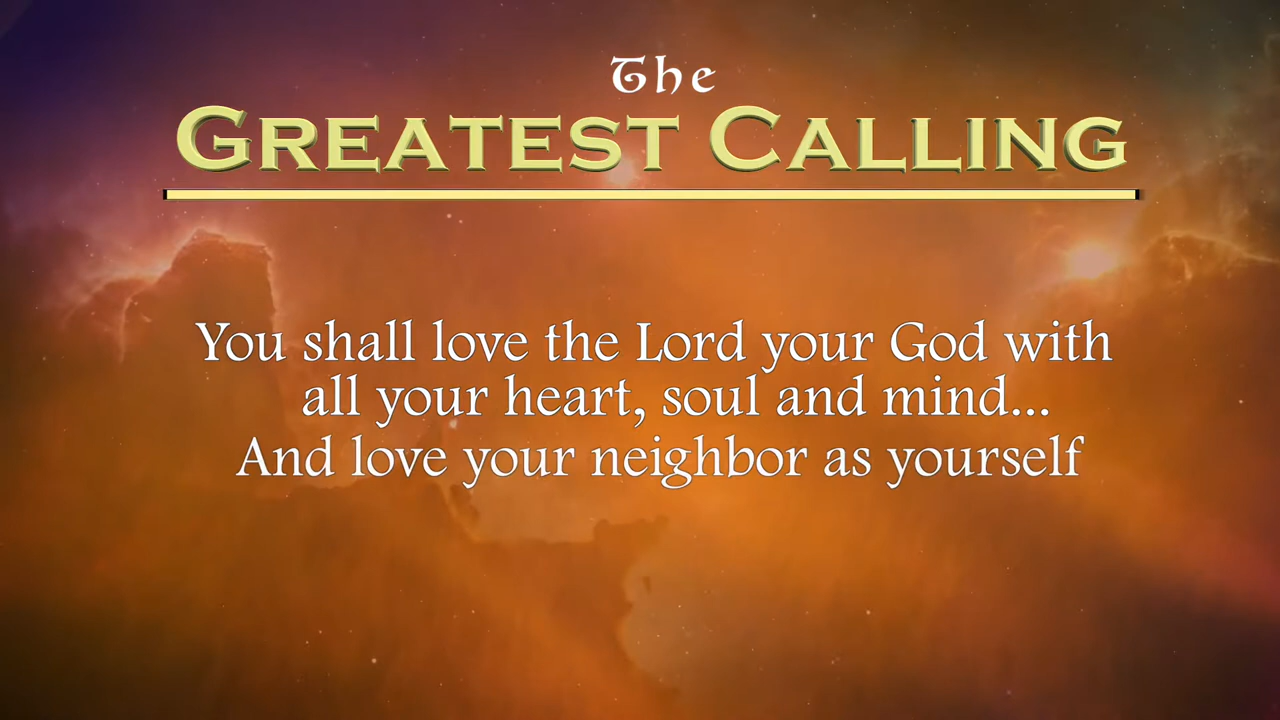 The
GREATEST CALLING
You shall love the Lord your God with
all your heart, soul and mind...
And love your neighbor as yourself